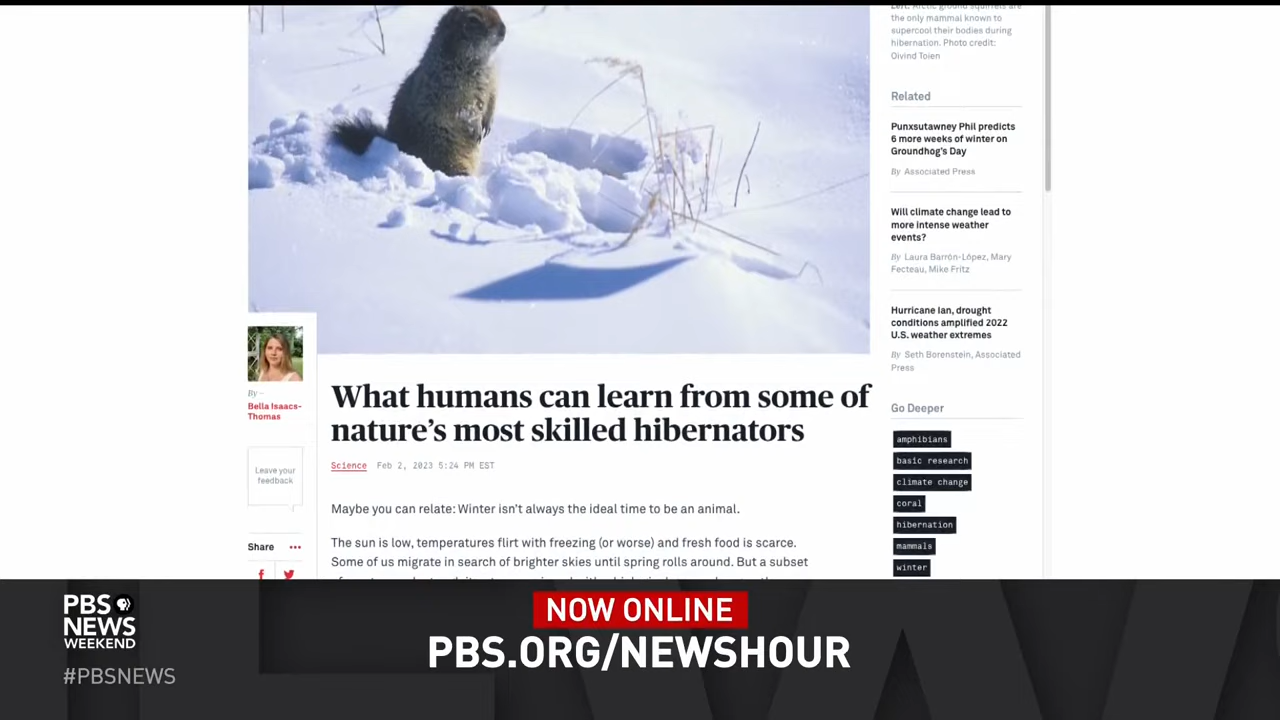 Left: Arctic ground squirrels are
the only mammal known to
supercool their bodies during
hibernation. Photo credit:
Oivind Toien
Related
Punxsutawney Phil predicts
6 more weeks of winter on
Groundhog's Day
By Associated Press
Will climate change lead to
more intense weather
events?
By Laura Barrón-López, Mary
Fecteau, Mike Fritz
Hurricane Ian, drought
conditions amplified 2022
U.S. weather extremes
By Seth Borenstein, Associated
Press
Go Deeper
amphibians
basic research
climate change
coral
hibernation
mammals
winter
By –
Bella Isaacs-
Thomas
Leave your
feedback
Share
What humans can learn from some of
nature's most skilled hibernators
Science Feb 2, 2023 5:24 PM EST
Maybe you can relate: Winter isn't always the ideal time to be an animal.
The sun is low, temperatures flirt with freezing (or worse) and fresh food is scarce.
Some of us migrate in search of brighter skies until spring rolls around. But a subset
PBS
NEWS
WEEKEND
#PBSNEWS
NOW ONLINE
PBS.ORG/NEWSHOUR